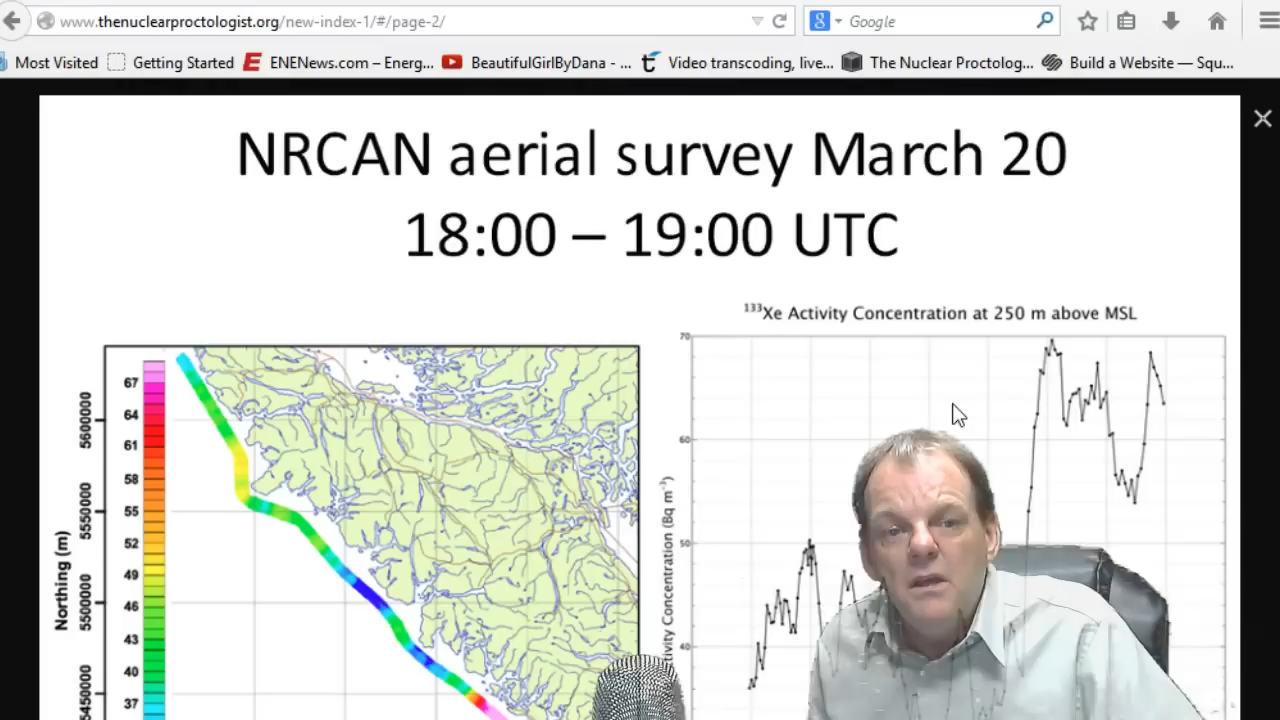 www.thenuclearproctologist.org/new-index-1/#/page-2/
Google
Most Visited
Getting Started
ENENews.com – Energ...
BeautifulGirlByDana - ...
Video transcoding, live...
The Nuclear Proctolog...
Build a Website — Squ...
NRCAN aerial survey March 20
18:00 – 19:00 UTC
67
64
61
58
55
52
49
46
43
40
37
5600000
5550000
5500000
5450000
Northing (m)
¹³³Xe Activity Concentration at 250 m above MSL
70
60
50
40
Concentration (Bq m⁻³)